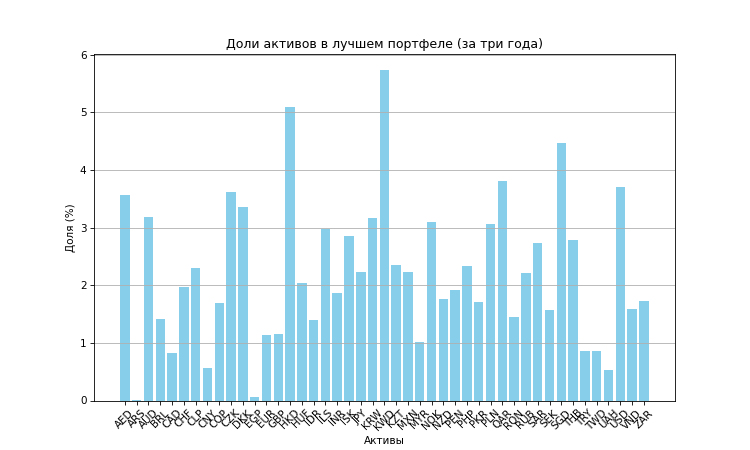 Доли активов в лучшем портфеле (за три года)
Доля (%)
6
5
4
3
2
1
0
AED
ARS
AUD
BRL
CAD
CHF
CLP
CNY
COP
CZK
DKK
EGP
EUR
GBP
HKD
HUF
IDR
ILS
INR
ISK
JPY
KRW
KWD
KZT
MXN
MYR
NOK
NZD
PEN
PHP
PKR
PLN
QAR
RON
RUB
SAR
SEK
SGD
THB
TRY
TWD
UAH
USD
VND
ZAR
Активы